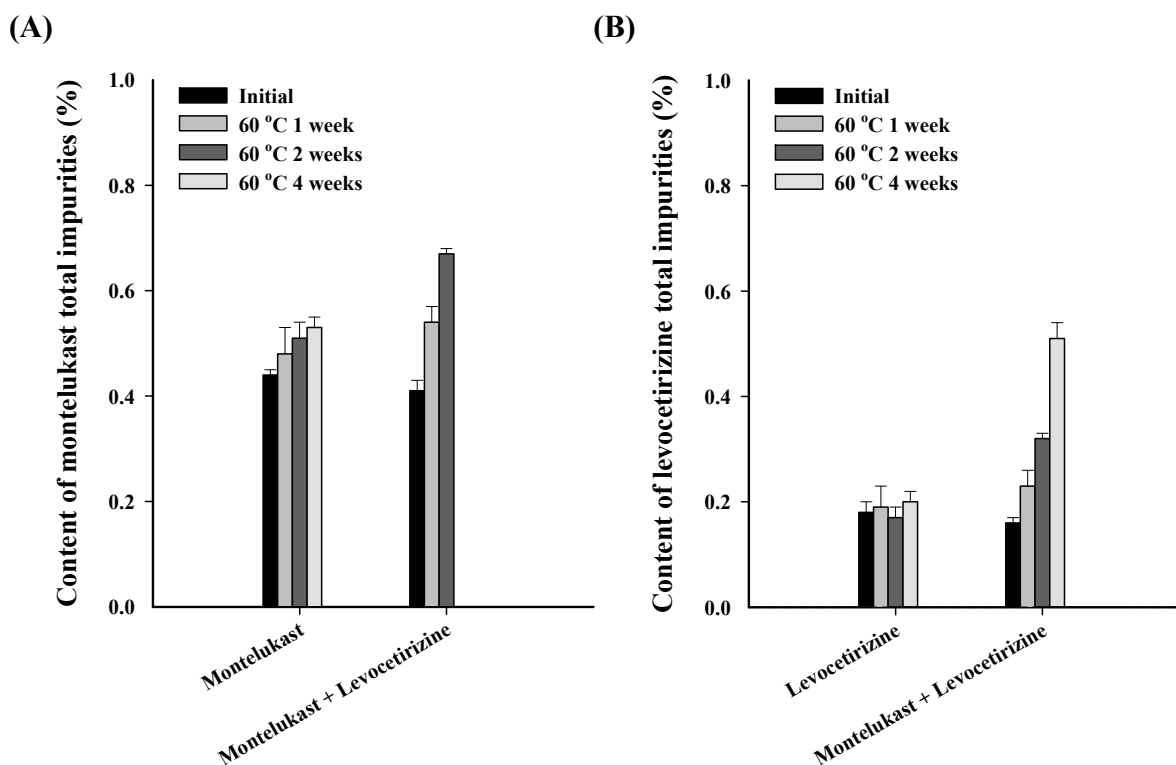 (A)
Content of montelukast total impurities (%)
1.0
0.8
0.6
0.4
0.2
0.0
Initial
60 °C 1 week
60 °C 2 weeks
60 °C 4 weeks
Montelukast
Montelukast + Levocetirizine
(B)
Content of levocetirizine total impurities (%)
1.0
0.8
0.6
0.4
0.2
0.0
Initial
60 °C 1 week
60 °C 2 weeks
60 °C 4 weeks
Levocetirizine
Montelukast + Levocetirizine